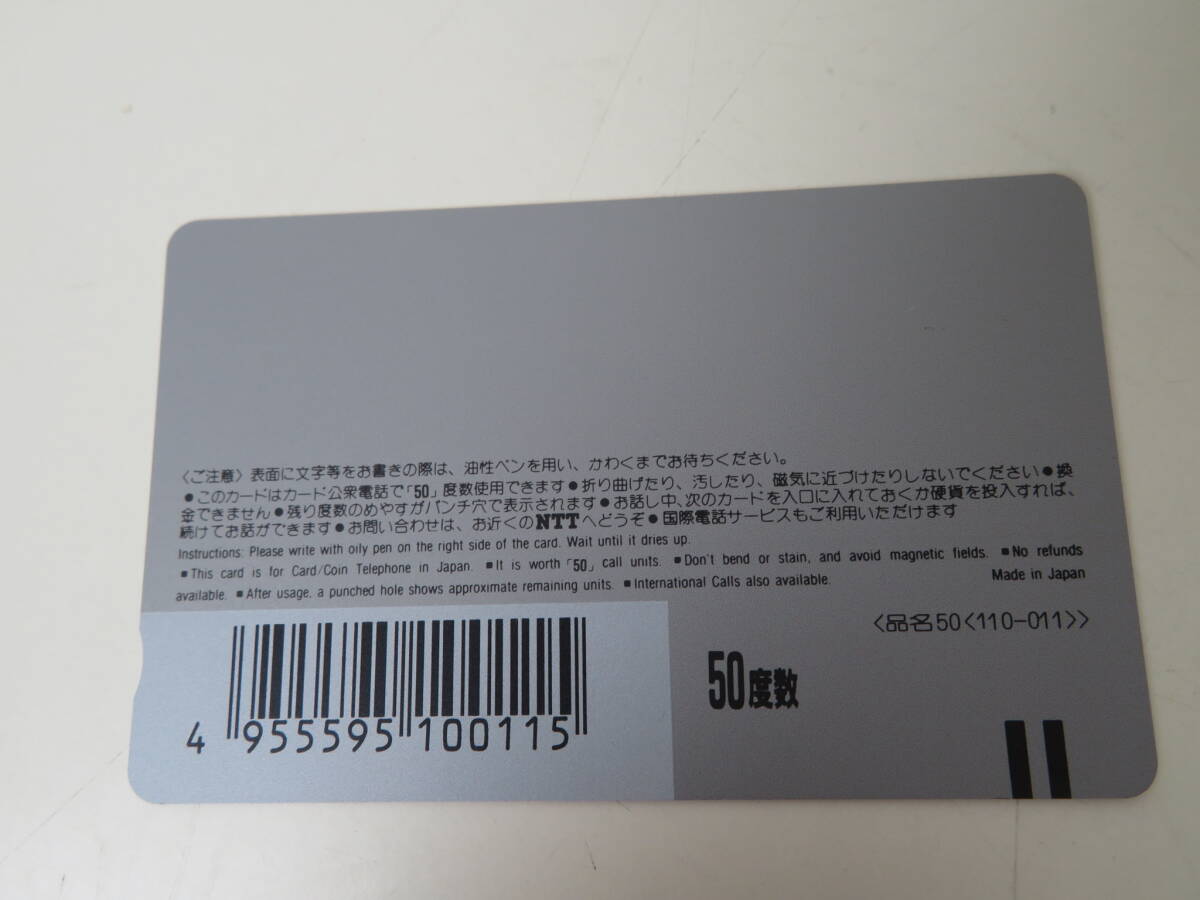 〈ご注意〉表面に文字等をお書きの際は、油性ペンを用い、かわくまでお待ちください。
●このカードはカード公衆電話で「50」度数使用できます●折り曲げたり、汚したり、磁気に近づけたりしないでください●換
金できません●残り度数のめやすがパンチ穴で表示されます●お話し中、次のカードを入口に入れておくか硬貨を投入すれば、
続けてお話ができます●お問い合わせは、お近くのNTTへどうぞ●国際電話サービスもご利用いただけます
Instructions: Please write with oily pen on the right side of the card. Wait until it dries up.
■This card is for Card/Coin Telephone in Japan. ■It is worth「50」call units. ■Don't bend or stain, and avoid magnetic fields. ■No refunds
available. ■After usage, a punched hole shows approximate remaining units. ■International Calls also available.
Made in Japan
〈品名50〈110-011〉〉
50度数
4 955595 100115